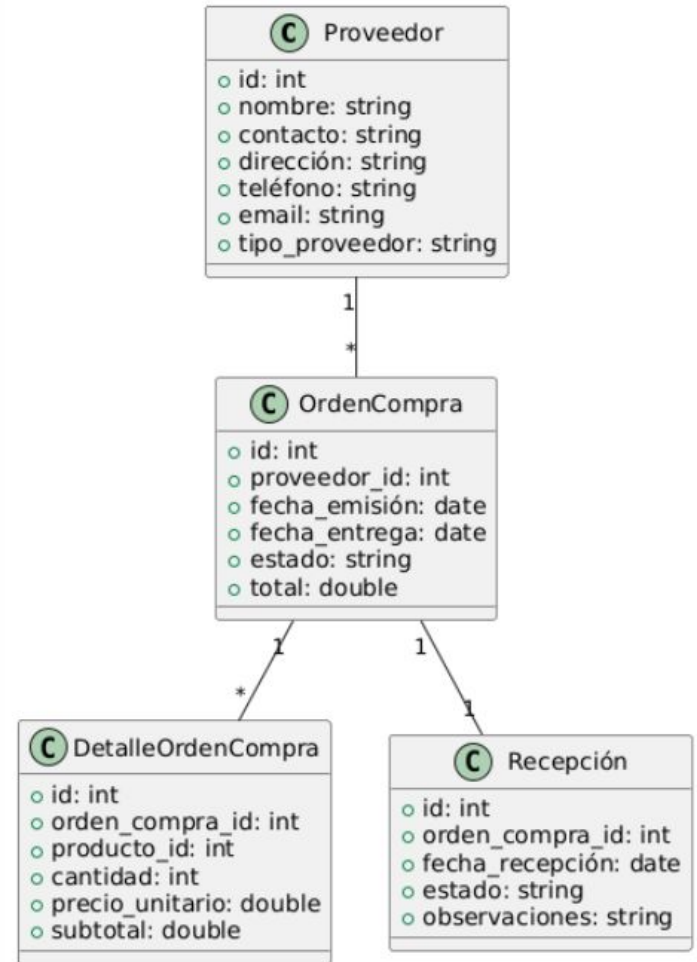 C Proveedor
id: int
nombre: string
contacto: string
dirección: string
teléfono: string
email: string
tipo_proveedor: string
1
*
C OrdenCompra
id: int
proveedor_id: int
fecha_emisión: date
fecha_entrega: date
estado: string
total: double
1
*
1
1
C DetalleOrdenCompra
id: int
orden_compra_id: int
producto_id: int
cantidad: int
precio_unitario: double
subtotal: double
C Recepción
id: int
orden_compra_id: int
fecha_recepción: date
estado: string
observaciones: string